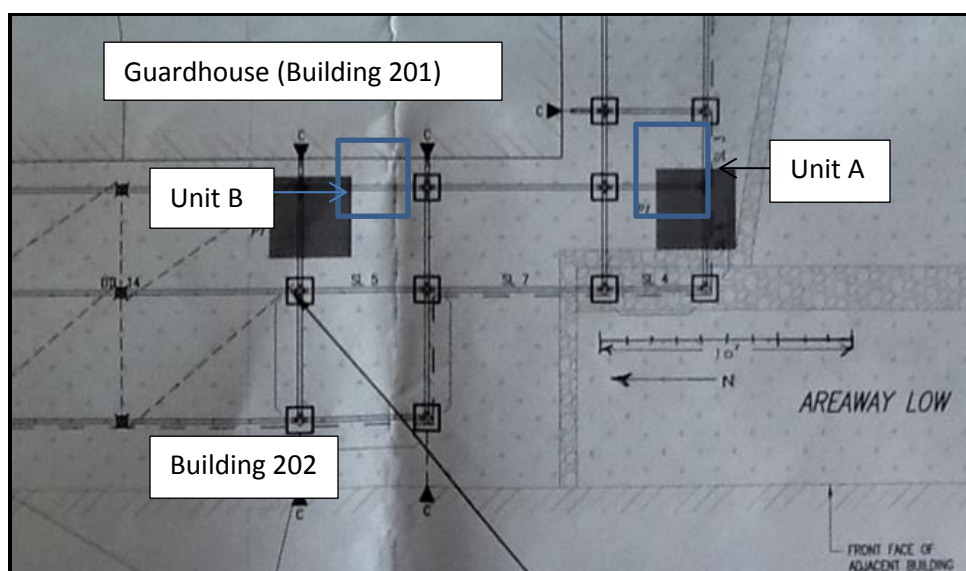 Guardhouse (Building 201)
C
C
C
Unit A
Unit B
SL 5
SL 7
SL 4
10'
N
AREAWAY LOW
Building 202
C
C
FRONT FACE OF
ADJACENT BUILDING